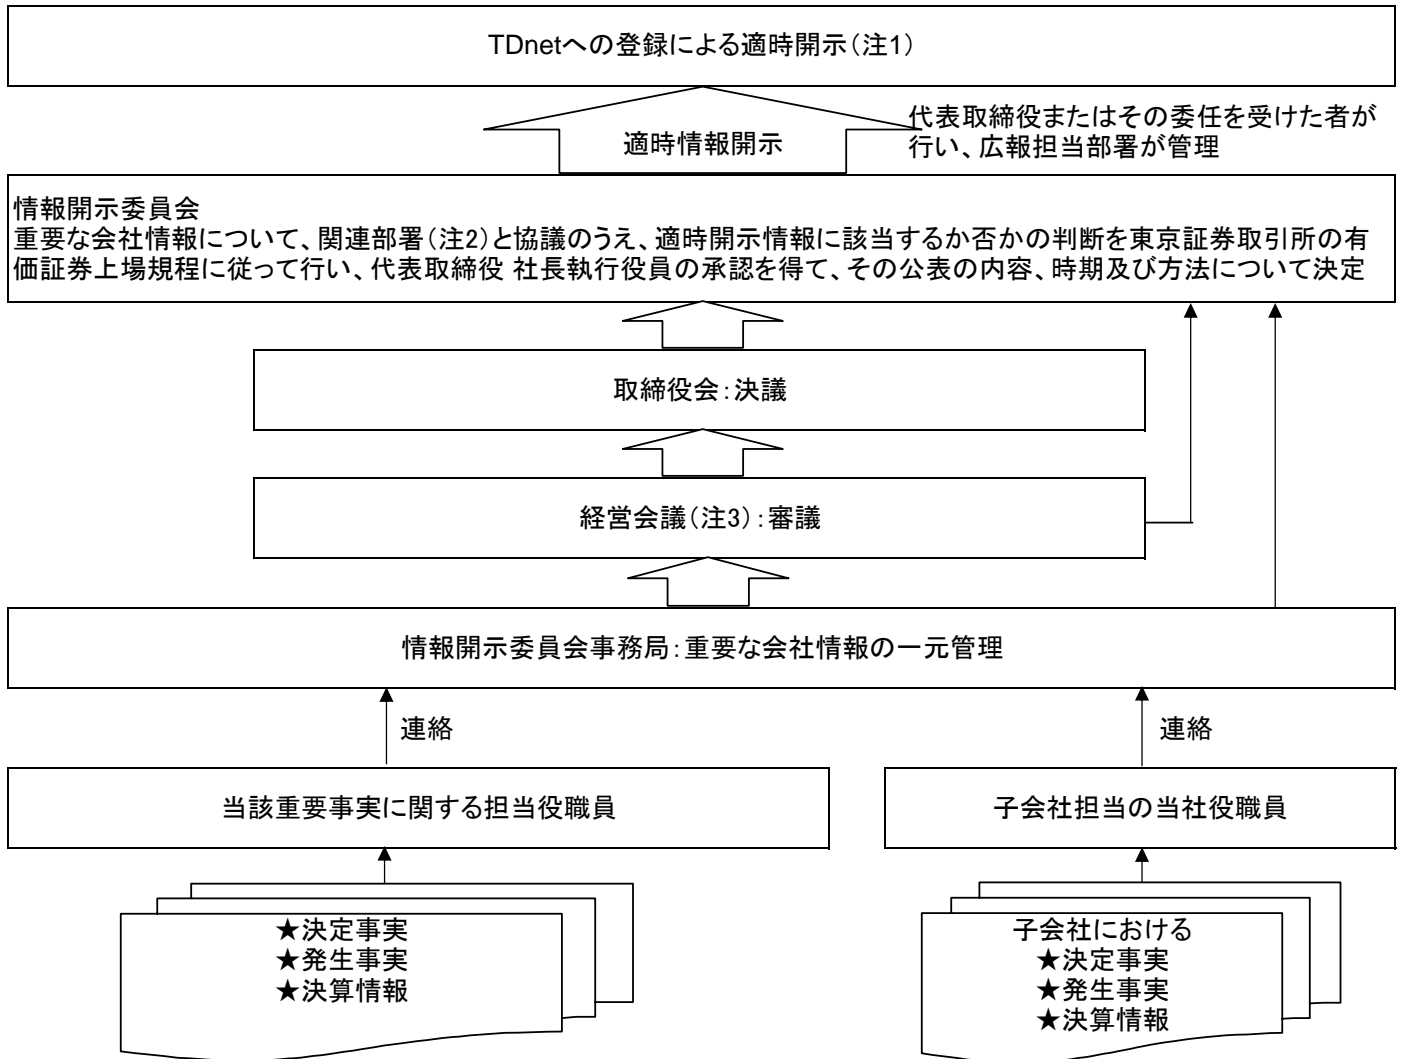 TDnetへの登録による適時開示(注1)
適時情報開示
代表取締役またはその委任を受けた者が
行い、広報担当部署が管理
情報開示委員会
重要な会社情報について、関連部署(注2)と協議のうえ、適時開示情報に該当するか否かの判断を東京証券取引所の有
価証券上場規程に従って行い、代表取締役 社長執行役員の承認を得て、その公表の内容、時期及び方法について決定
取締役会:決議
経営会議(注3):審議
情報開示委員会事務局:重要な会社情報の一元管理
連絡
連絡
当該重要事実に関する担当役職員
子会社担当の当社役職員
★決定事実
★発生事実
★決算情報
子会社における
★決定事実
★発生事実
★決算情報